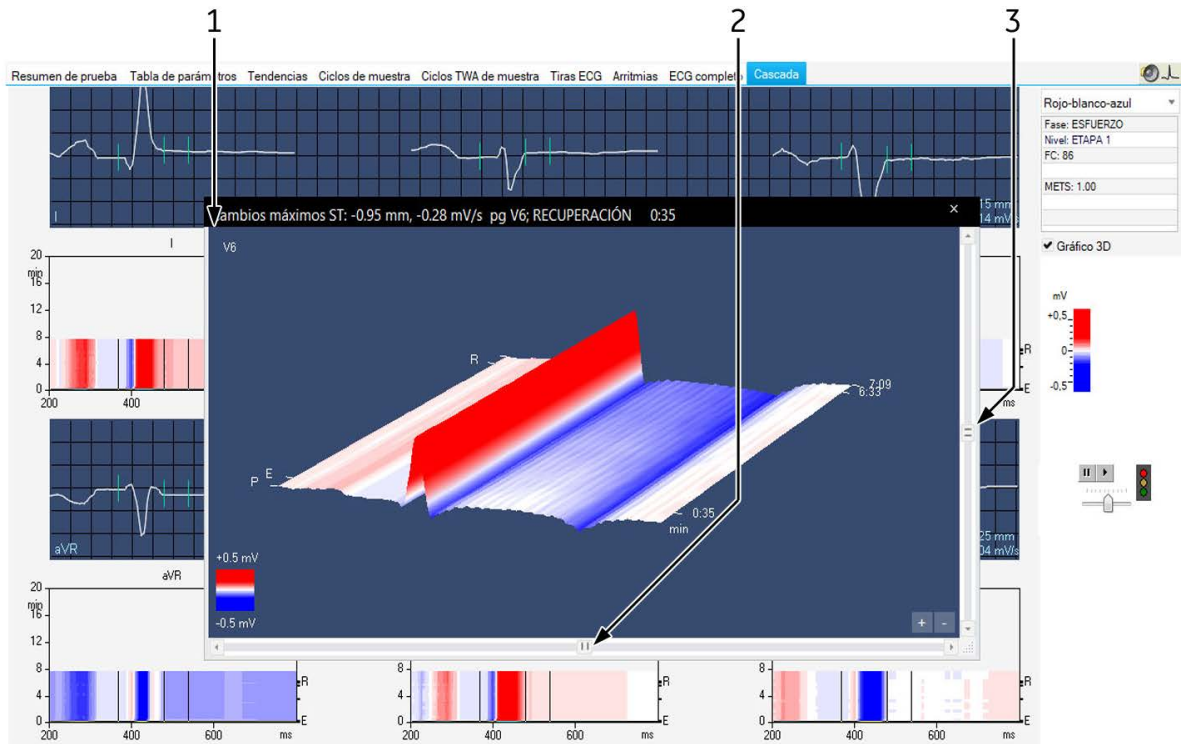 1 2 3
Resumen de prueba Tabla de parámetros Tendencias Ciclos de muestra Ciclos TWA de muestra Tiras ECG Arritmias ECG completo Cascada
Rojo-blanco-azul
Fase: ESFUERZO
Nivel: ETAPA 1
FC: 86
METS: 1.00
Gráfico 3D
I
15 mm
14 mV/s
Cambios máximos ST: -0.95 mm, -0.28 mV/s pg V6; RECUPERACIÓN 0:35 ×
V6
R
7:09
6:33
E
P
0:35
min
+0.5 mV
-0.5 mV
+ -
mV
+0,5
0
-0.5
I
20
min
16
12
8
4
0
200 400
R
E
ms
aVR
25 mm
04 mV/s
aVR
20
min
16
12
8
4
0
200 400 600 ms
R
E
8
4
0
200 400 600 ms
R
E
8
4
0
200 400 600 ms
R
E